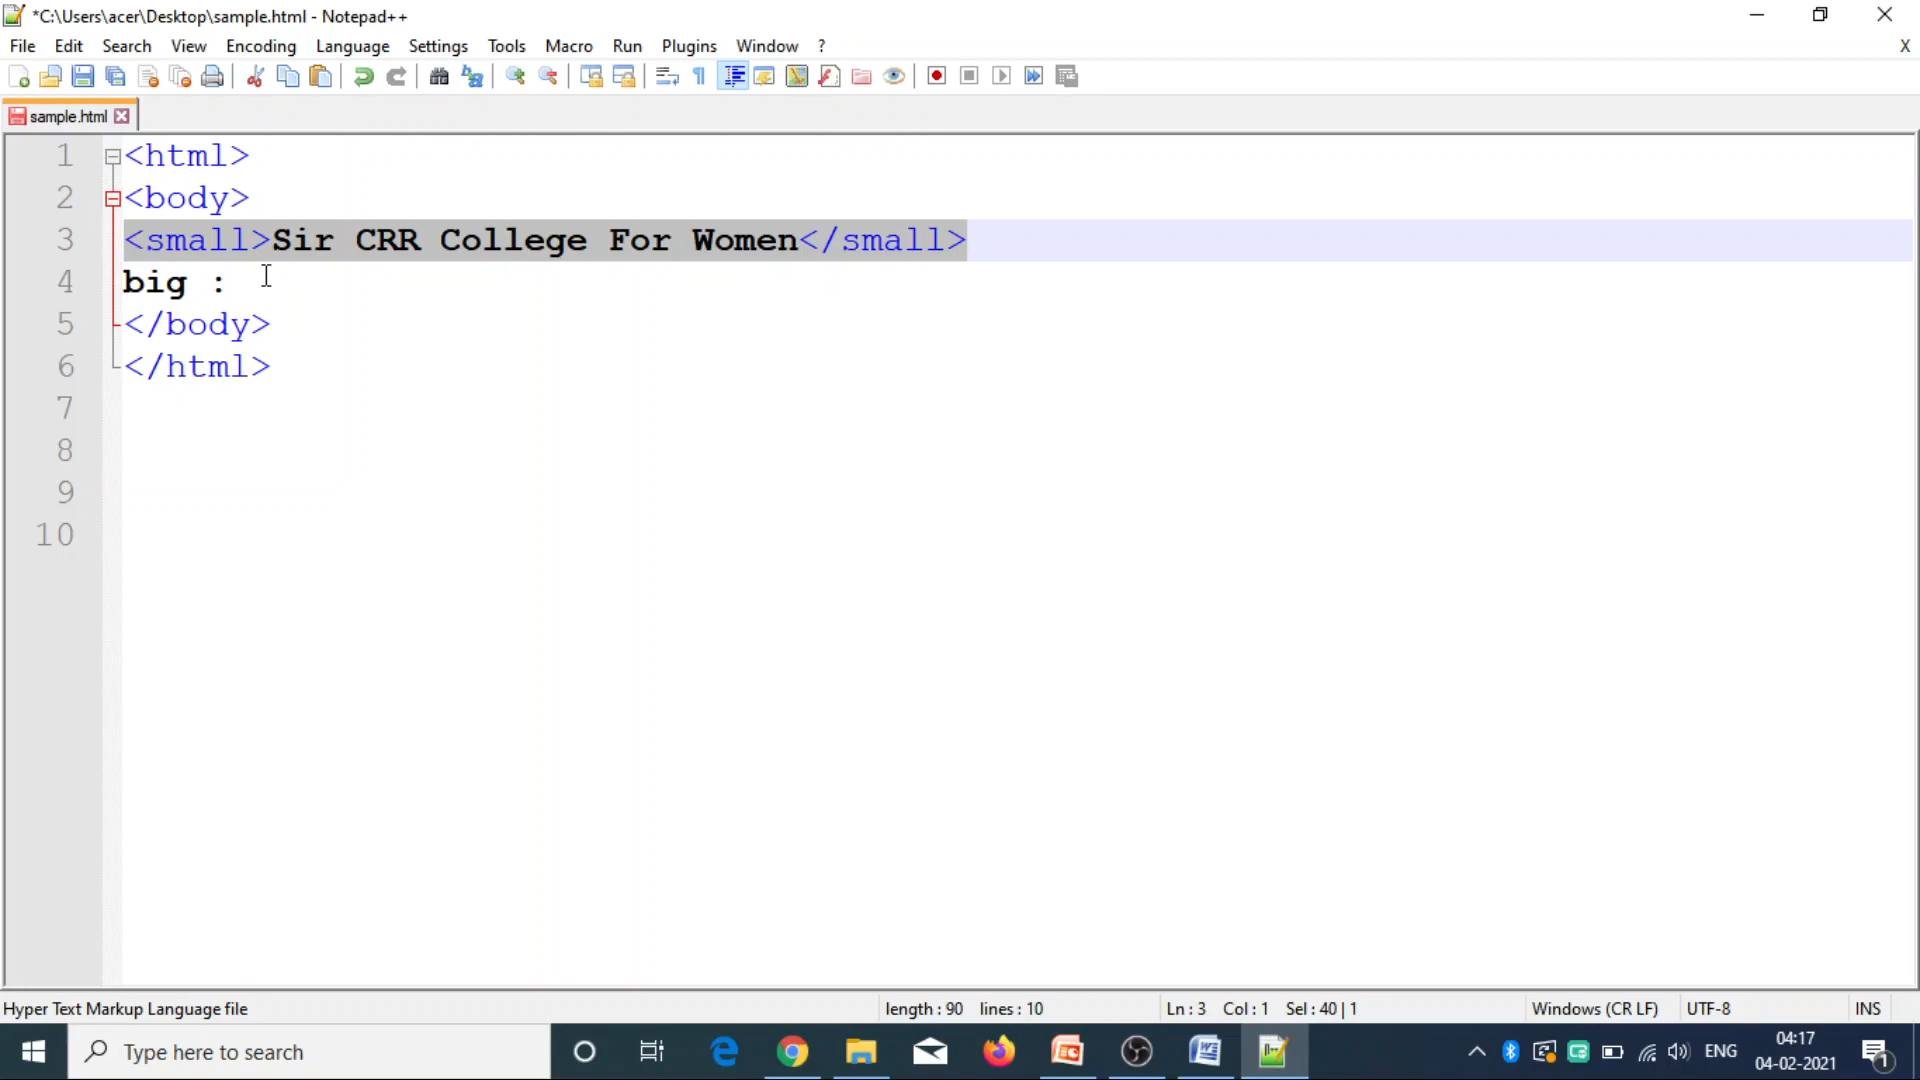 *C:\Users\acer\Desktop\sample.html - Notepad++
File Edit Search View Encoding Language Settings Tools Macro Run Plugins Window ? X
sample.html
1 <html>
2 <body>
3 <small>Sir CRR College For Women</small>
4 big :
5 </body>
6 </html>
7
8
9
10
Hyper Text Markup Language file length : 90 lines : 10 Ln : 3 Col : 1 Sel : 40 | 1 Windows (CR LF) UTF-8 INS
Type here to search ENG 04:17
04-02-2021 1